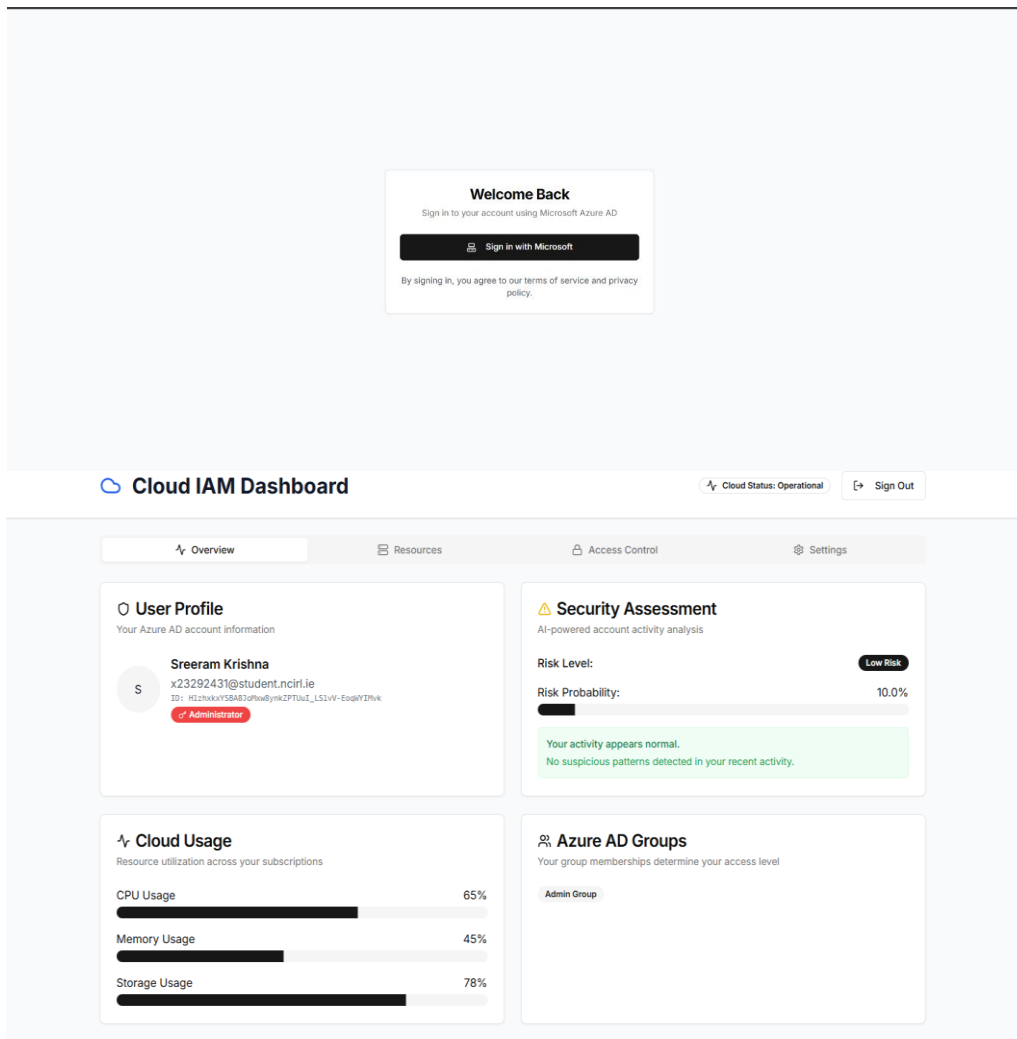 Welcome Back
Sign in to your account using Microsoft Azure AD
Sign in with Microsoft
By signing in, you agree to our terms of service and privacy
policy.
Cloud IAM Dashboard
Cloud Status: Operational
Sign Out
Overview
Resources
Access Control
Settings
User Profile
Your Azure AD account information
Sreeram Krishna
S
x23292431@student.ncirl.ie
ID:
Administrator
Security Assessment
AI-powered account activity analysis
Risk Level:
Low Risk
Risk Probability:
10.0%
Your activity appears normal.
No suspicious patterns detected in your recent activity.
Cloud Usage
Resource utilization across your subscriptions
CPU Usage
65%
Memory Usage
45%
Storage Usage
78%
Azure AD Groups
Your group memberships determine your access level
Admin Group